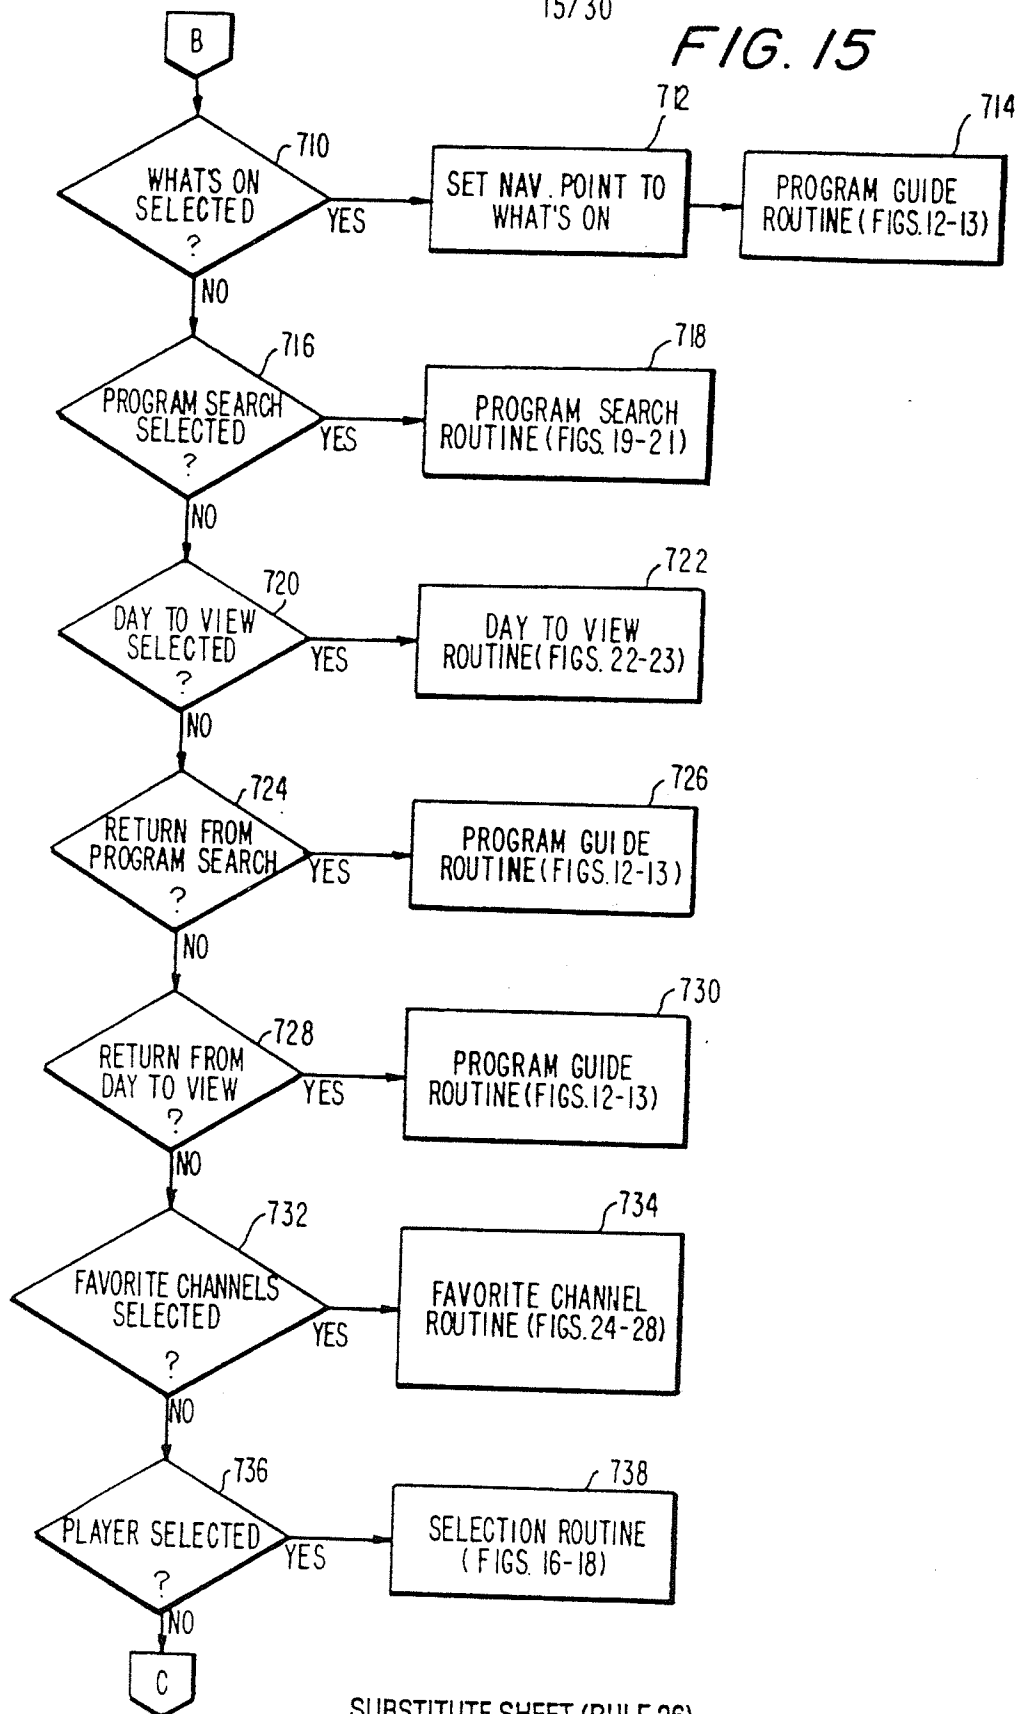 15/30
FIG. 15
B
710
WHAT'S ON
SELECTED
?
YES
NO
712
SET NAV. POINT TO
WHAT'S ON
714
PROGRAM GUIDE
ROUTINE (FIGS. 12-13)
716
PROGRAM SEARCH
SELECTED
?
YES
NO
718
PROGRAM SEARCH
ROUTINE (FIGS. 19-21)
720
DAY TO VIEW
SELECTED
?
YES
NO
722
DAY TO VIEW
ROUTINE (FIGS. 22-23)
724
RETURN FROM
PROGRAM SEARCH
?
YES
NO
726
PROGRAM GUIDE
ROUTINE (FIGS. 12-13)
728
RETURN FROM
DAY TO VIEW
?
YES
NO
730
PROGRAM GUIDE
ROUTINE (FIGS. 12-13)
732
FAVORITE CHANNELS
SELECTED
?
YES
NO
734
FAVORITE CHANNEL
ROUTINE (FIGS. 24-28)
736
PLAYER SELECTED
?
YES
NO
738
SELECTION ROUTINE
(FIGS. 16-18)
C
SUBSTITUTE SHEET (RULE 26)